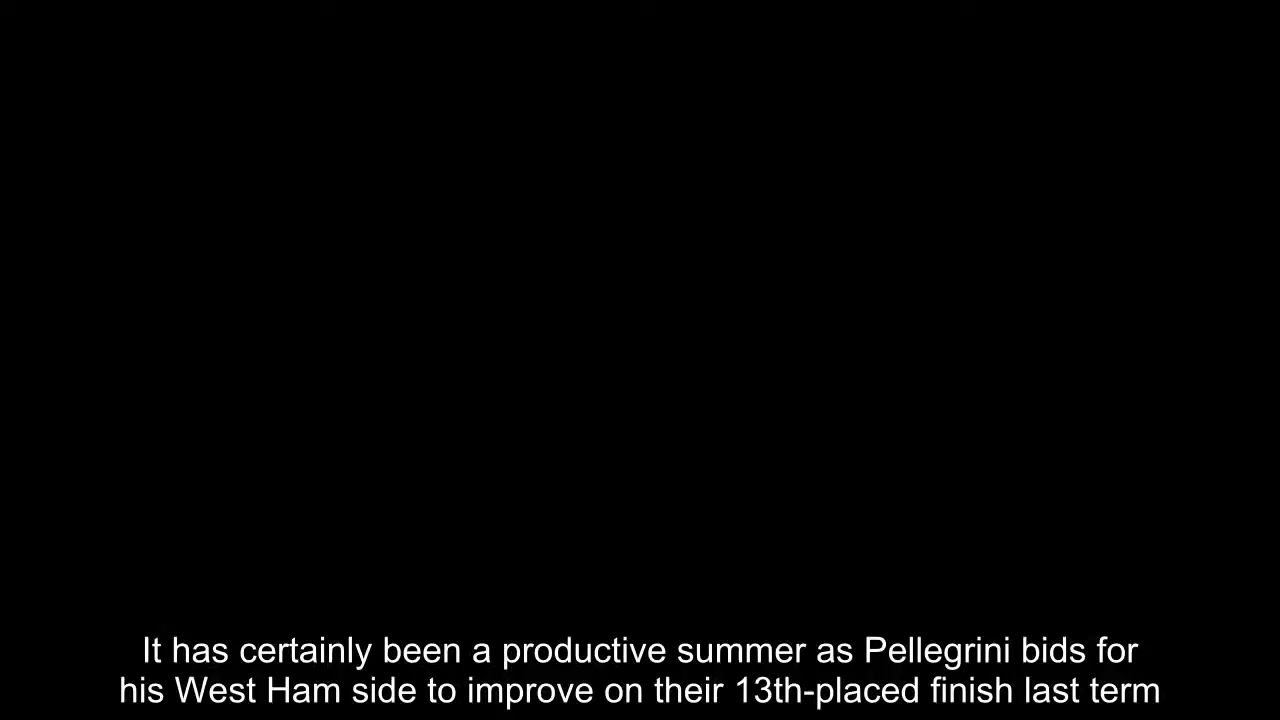 It has certainly been a productive summer as Pellegrini bids for
his West Ham side to improve on their 13th-placed finish last term